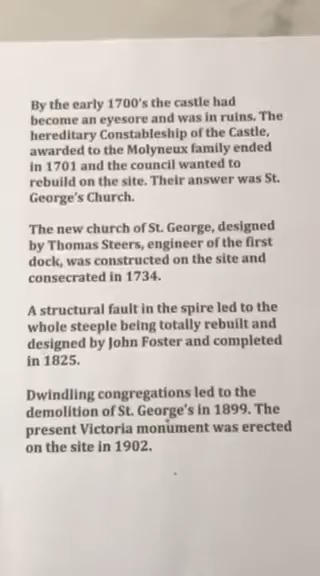 By the early 1700's the castle had
become an eyesore and was in ruins. The
hereditary Constableship of the Castle,
awarded to the Molyneux family ended
in 1701 and the council wanted to
rebuild on the site. Their answer was St.
George's Church.
The new church of St. George, designed
by Thomas Steers, engineer of the first
dock, was constructed on the site and
consecrated in 1734.
A structural fault in the spire led to the
whole steeple being totally rebuilt and
designed by John Foster and completed
in 1825.
Dwindling congregations led to the
demolition of St. George's in 1899. The
present Victoria monument was erected
on the site in 1902.